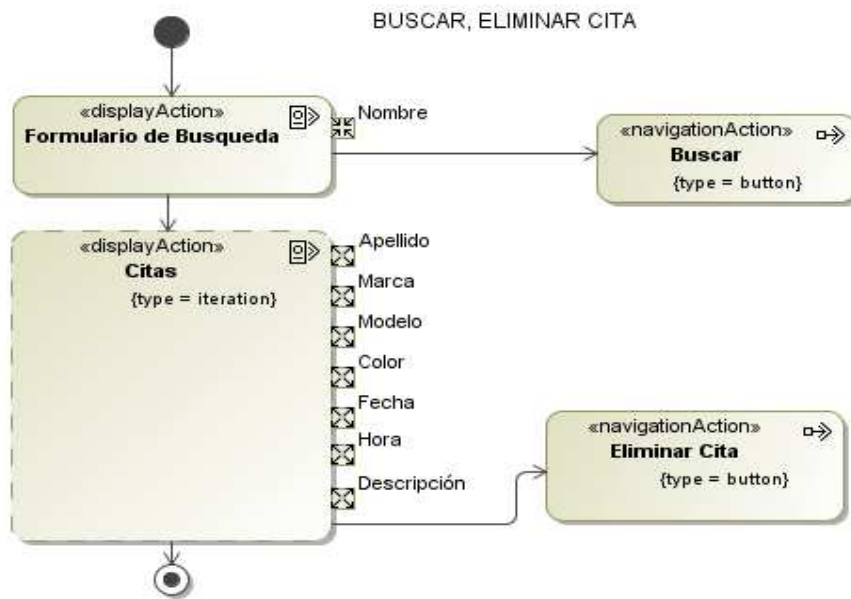 BUSCAR, ELIMINAR CITA
«displayAction»
Formulario de Busqueda
Nombre
«navigationAction»
Buscar
{type = button}
«displayAction»
Citas
{type = iteration}
Apellido
Marca
Modelo
Color
Fecha
Hora
Descripción
«navigationAction»
Eliminar Cita
{type = button}